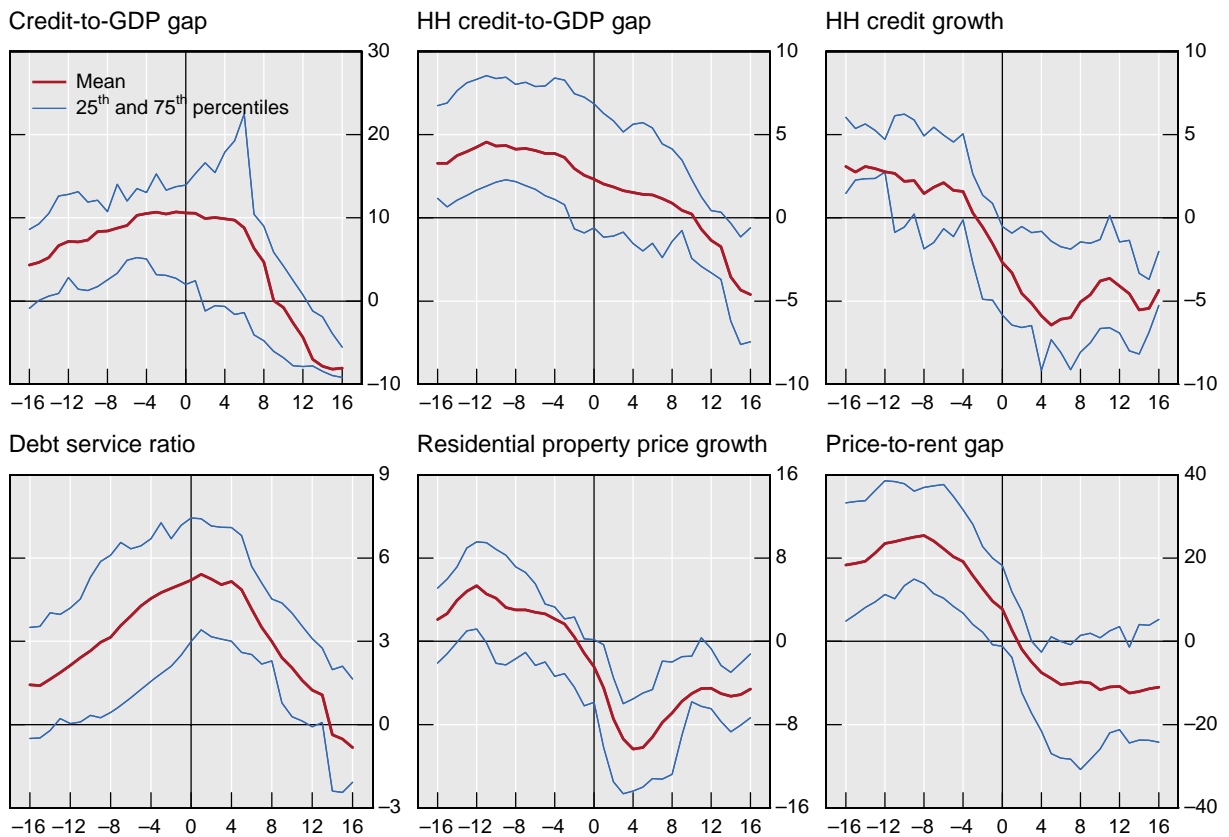 Credit-to-GDP gap
HH credit-to-GDP gap
HH credit growth
Mean
25th and 75th percentiles
30
20
10
0
–10
10
5
0
–5
–10
10
5
0
–5
–10
–16 –12 –8 –4 0 4 8 12 16
–16 –12 –8 –4 0 4 8 12 16
–16 –12 –8 –4 0 4 8 12 16
Debt service ratio
Residential property price growth
Price-to-rent gap
9
6
3
0
–3
16
8
0
–8
–16
40
20
0
–20
–40
–16 –12 –8 –4 0 4 8 12 16
–16 –12 –8 –4 0 4 8 12 16
–16 –12 –8 –4 0 4 8 12 16